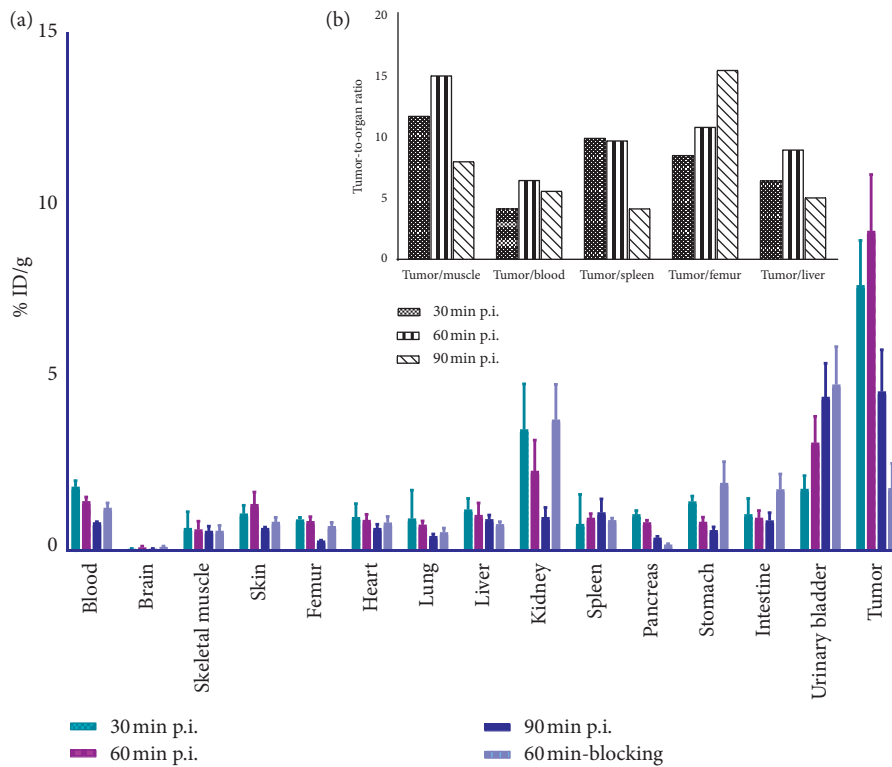 (a)
15
10
5
0
% ID/g
(b)
20
15
10
5
0
Tumor-to-organ ratio
Tumor/muscle Tumor/blood Tumor/spleen Tumor/femur Tumor/liver
30 min p.i.
60 min p.i.
90 min p.i.
Blood
Brain
Skeletal muscle
Skin
Femur
Heart
Lung
Liver
Kidney
Spleen
Pancreas
Stomach
Intestine
Urinary bladder
Tumor
30 min p.i.
60 min p.i.
90 min p.i.
60 min-blocking